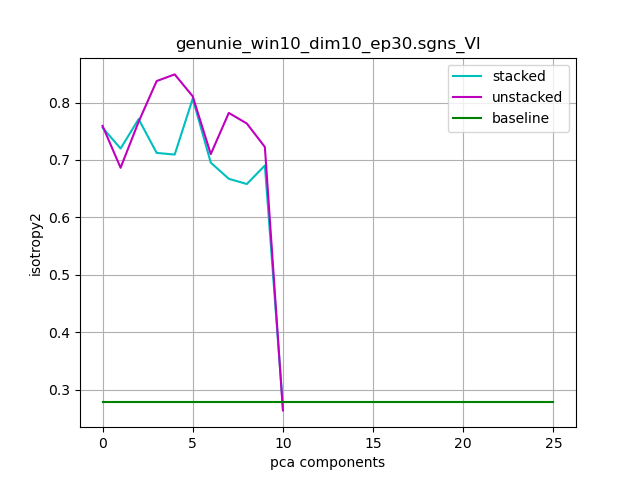 genunie_win10_dim10_ep30.sgns_VI
stacked
unstacked
baseline
0.8
0.7
0.6
0.5
0.4
0.3
isotropy2
0 5 10 15 20 25
pca components